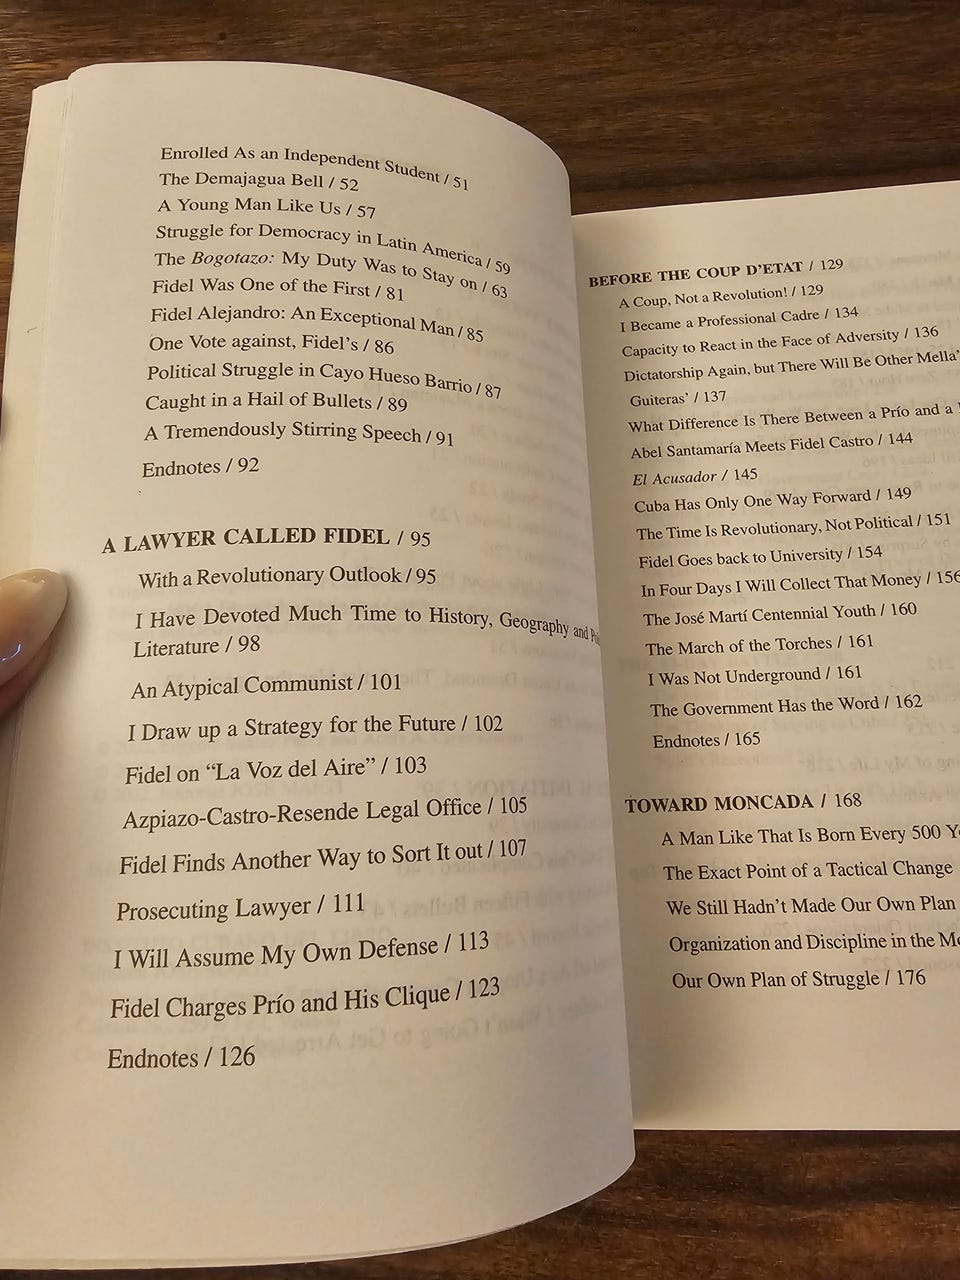 Enrolled As an Independent Student / 51
The Demajagua Bell / 52
A Young Man Like Us / 57
Struggle for Democracy in Latin America / 59
The Bogotazo: My Duty Was to Stay on / 63
Fidel Was One of the First / 81
Fidel Alejandro: An Exceptional Man / 85
One Vote against, Fidel's / 86
Political Struggle in Cayo Hueso Barrio / 87
Caught in a Hail of Bullets / 89
A Tremendously Stirring Speech / 91
Endnotes / 92
A LAWYER CALLED FIDEL / 95
With a Revolutionary Outlook / 95
I Have Devoted Much Time to History, Geography and
Literature / 98
An Atypical Communist / 101
I Draw up a Strategy for the Future / 102
Fidel on “La Voz del Aire” / 103
Azpiazo-Castro-Resende Legal Office / 105
Fidel Finds Another Way to Sort It out / 107
Prosecuting Lawyer / 111
I Will Assume My Own Defense / 113
Fidel Charges Prío and His Clique / 123
Endnotes / 126
BEFORE THE COUP D'ETAT / 129
A Coup, Not a Revolution! / 129
I Became a Professional Cadre / 134
Capacity to React in the Face of Adversity / 136
Dictatorship Again, but There Will Be Other Mella'
Guiteras' / 137
What Difference Is There Between a Prío and a
Abel Santamaría Meets Fidel Castro / 144
El Acusador / 145
Cuba Has Only One Way Forward / 149
The Time Is Revolutionary, Not Political / 151
Fidel Goes back to University / 154
In Four Days I Will Collect That Money / 156
The José Martí Centennial Youth / 160
The March of the Torches / 161
I Was Not Underground / 161
The Government Has the Word / 162
Endnotes / 165
TOWARD MONCADA / 168
A Man Like That Is Born Every 500
The Exact Point of a Tactical Change
We Still Hadn't Made Our Own Plan
Organization and Discipline in the
Our Own Plan of Struggle / 176